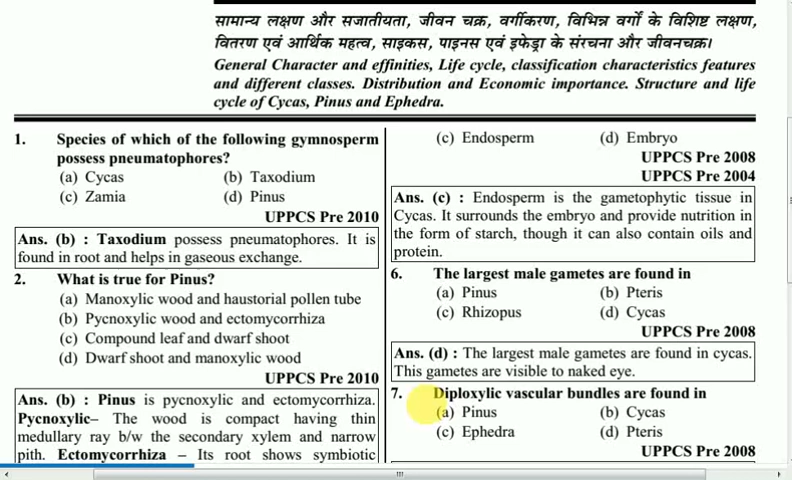 सामान्य लक्षण और सजातीयता, जीवन चक्र, वर्गीकरण, विभिन्न वर्गों के विशिष्ट लक्षण,
वितरण एवं आर्थिक महत्व, साइकस, पाइनस एवं इफेड्रा के संरचना और जीवनचक्र।
General Character and effinities, Life cycle, classification characteristics features
and different classes. Distribution and Economic importance. Structure and life
cycle of Cycas, Pinus and Ephedra.
1. Species of which of the following gymnosperm
possess pneumatophores?
(a) Cycas (b) Taxodium
(c) Zamia (d) Pinus
UPPCS Pre 2010
Ans. (b) : Taxodium possess pneumatophores. It is
found in root and helps in gaseous exchange.
2. What is true for Pinus?
(a) Manoxylic wood and haustorial pollen tube
(b) Pycnoxylic wood and ectomycorrhiza
(c) Compound leaf and dwarf shoot
(d) Dwarf shoot and manoxylic wood
UPPCS Pre 2010
Ans. (b) : Pinus is pycnoxylic and ectomycorrhiza.
Pycnoxylic– The wood is compact having thin
medullary ray b/w the secondary xylem and narrow
pith. Ectomycorrhiza – Its root shows symbiotic
(c) Endosperm (d) Embryo
UPPCS Pre 2008
UPPCS Pre 2004
Ans. (c) : Endosperm is the gametophytic tissue in
Cycas. It surrounds the embryo and provide nutrition in
the form of starch, though it can also contain oils and
protein.
6. The largest male gametes are found in
(a) Pinus (b) Pteris
(c) Rhizopus (d) Cycas
UPPCS Pre 2008
Ans. (d) : The largest male gametes are found in cycas.
This gametes are visible to naked eye.
7. Diploxylic vascular bundles are found in
(a) Pinus (b) Cycas
(c) Ephedra (d) Pteris
UPPCS Pre 2008